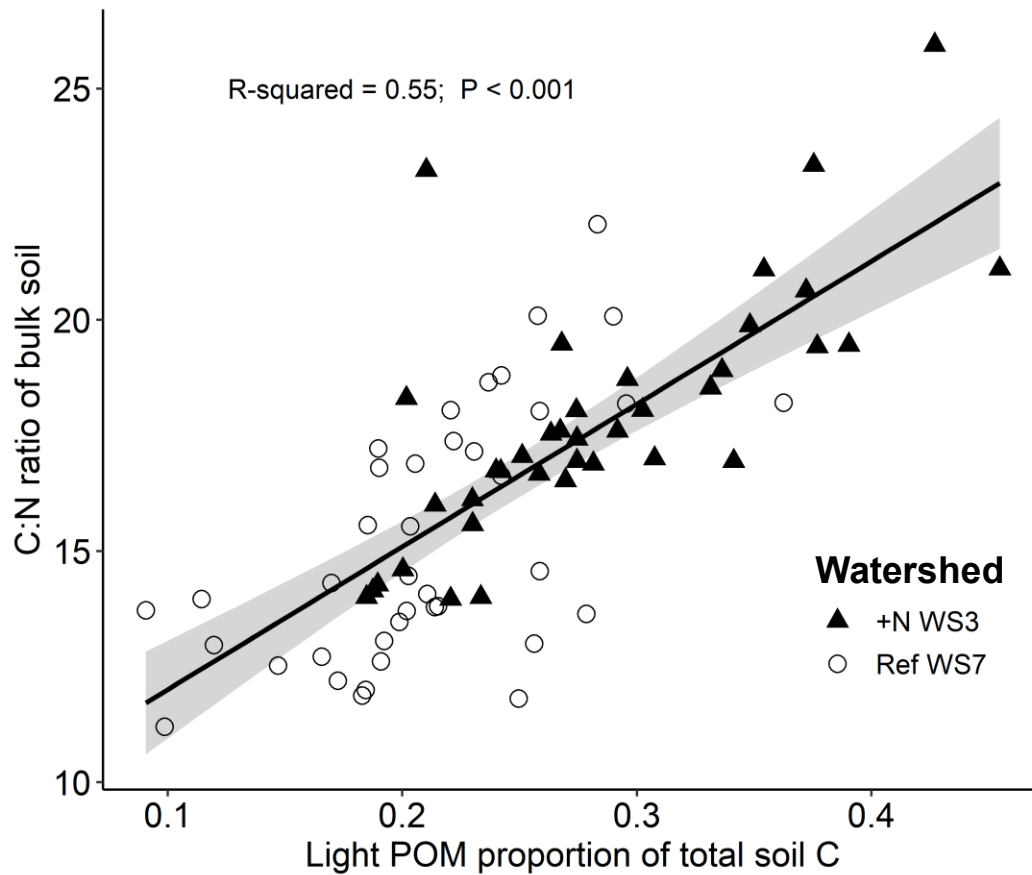 R-squared = 0.55;  P < 0.001
25
20
15
10
C:N ratio of bulk soil
Watershed
+N WS3
Ref WS7
0.1 0.2 0.3 0.4
Light POM proportion of total soil C